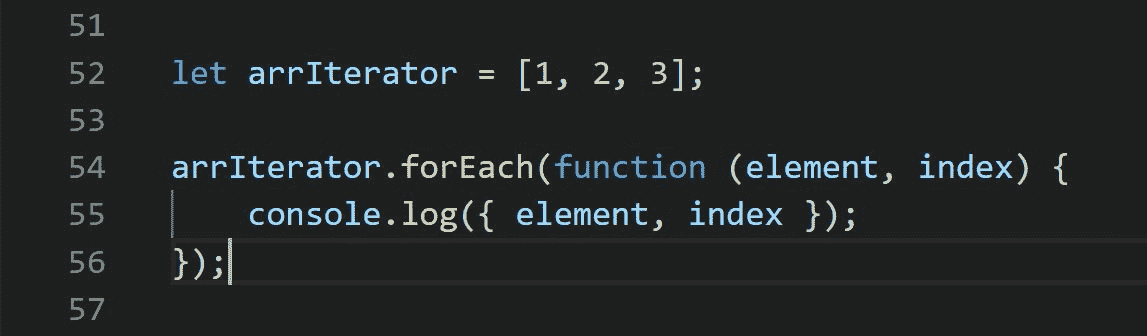 51
52 let arrIterator = [1, 2, 3];
53
54 arrIterator.forEach(function (element, index) {
55     console.log({ element, index });
56 });
57